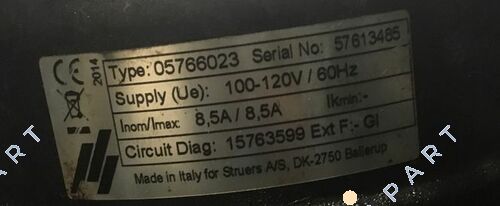 Type: 05766023 Serial No: 57613485
Supply (Ue): 100-120V / 60Hz
Inom/Imax: 8,5A / 8,5A Ikmin:-
Circuit Diag: 15763599 Ext F:- Gl
Made in Italy for Struers A/S, DK-2750 Ballerup
CE
2014
PART
PART